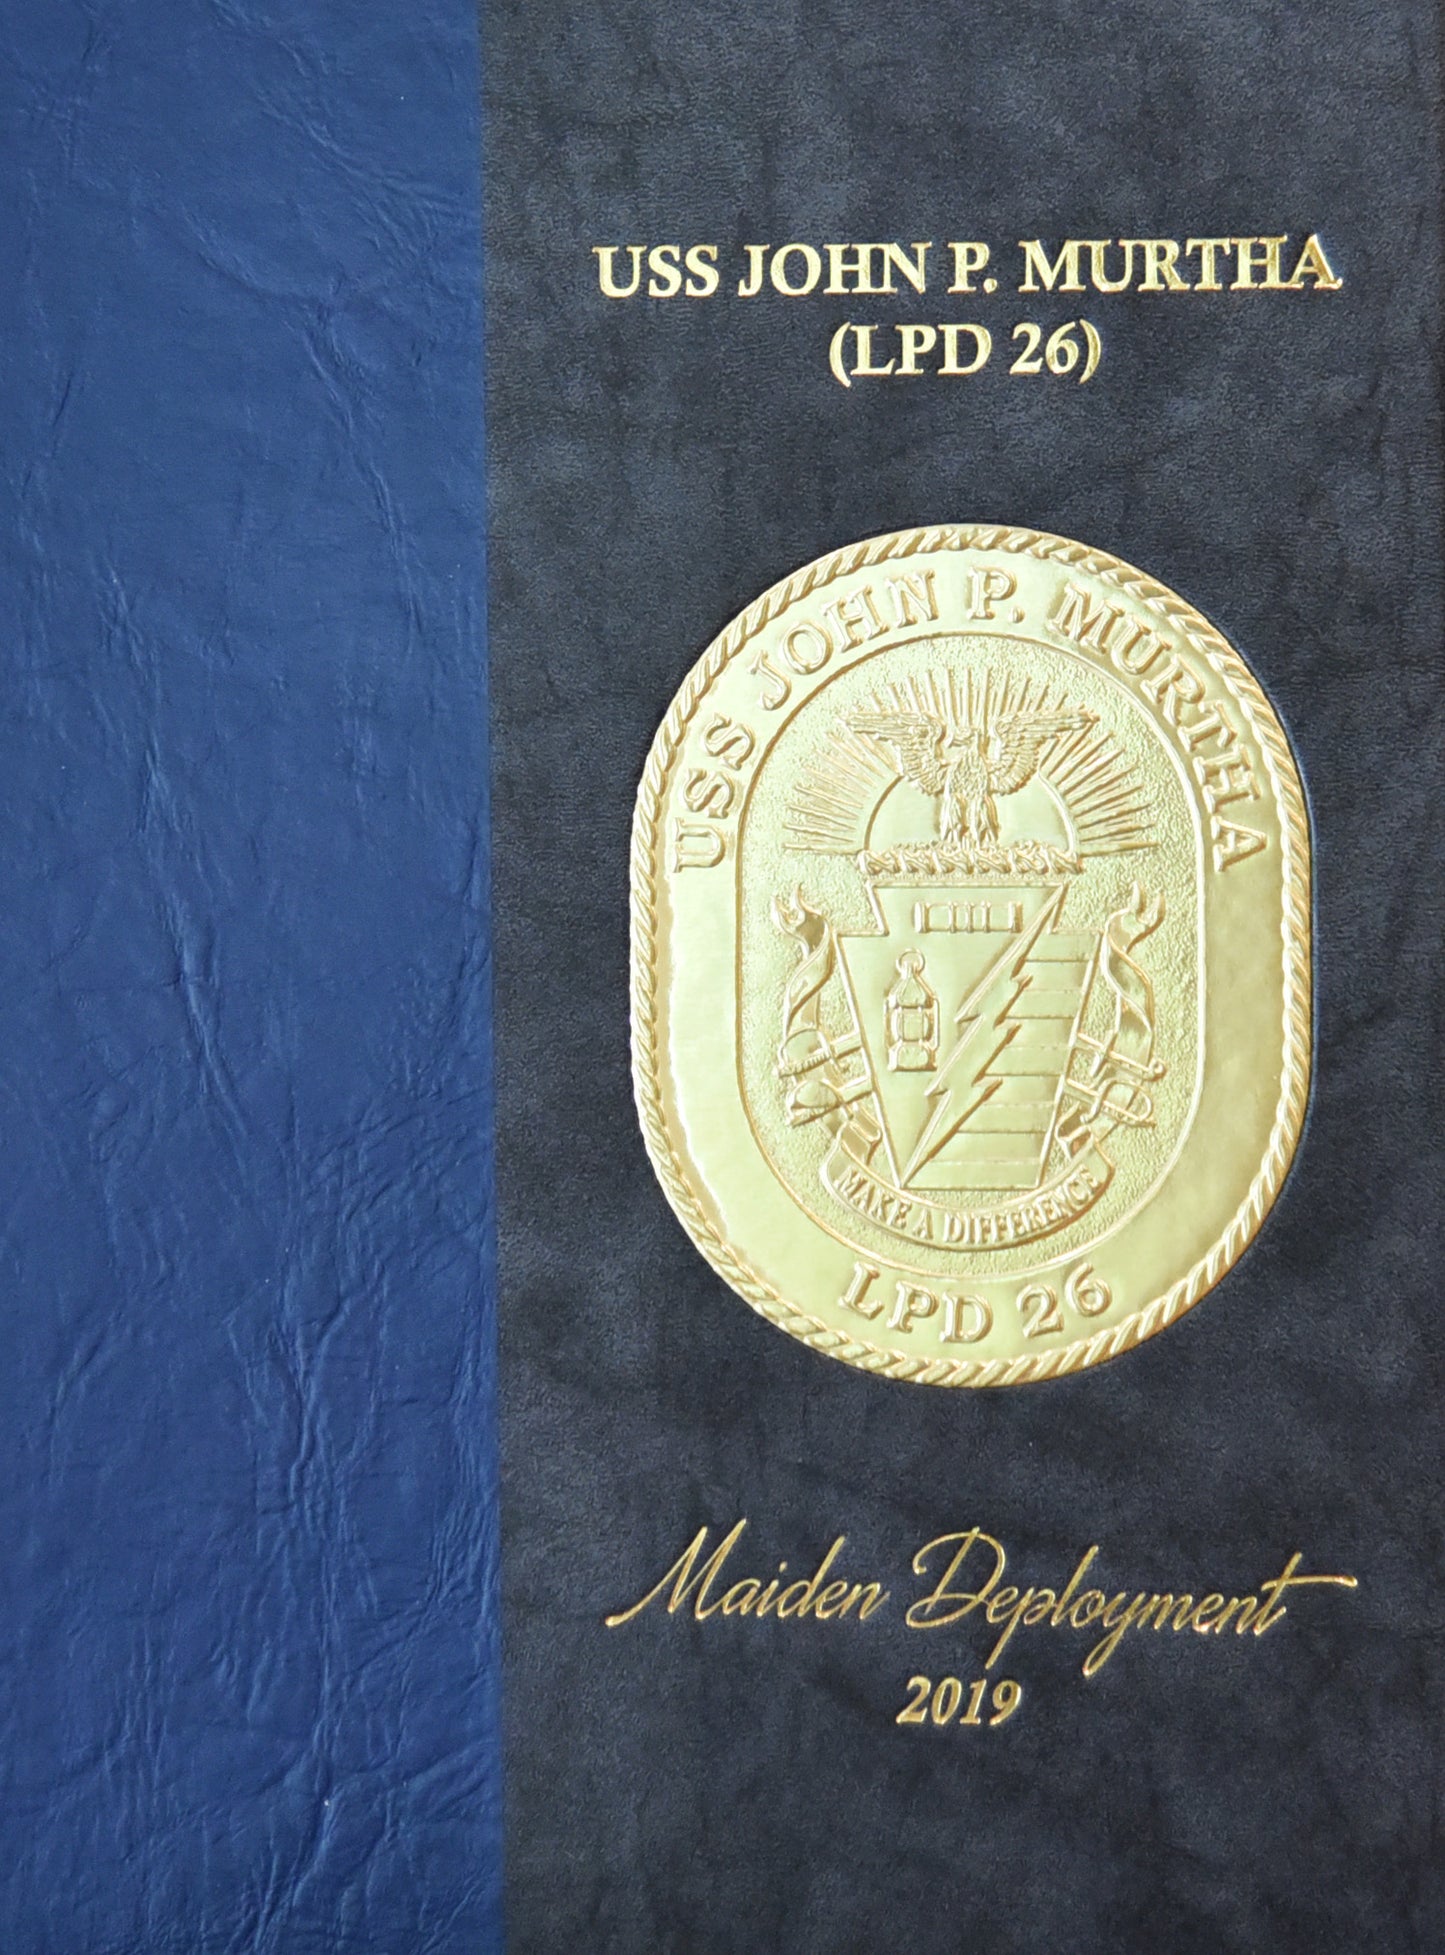 USS JOHN P. MURTHA
(LPD 26)
USS JOHN P. MURTHA
MAKE A DIFFERENCE
LPD 26
Maiden Deployment
2019